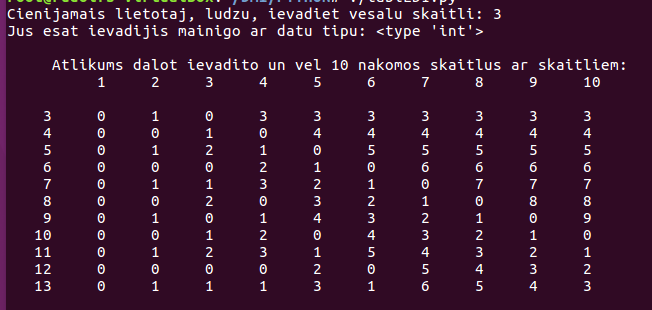 Cienijamais lietotaj, ludzu, ievadiet vesalu skaitli: 3
Jus esat ievadijis mainigo ar datu tipu: <type 'int'>
Atlikums dalot ievadito un vel 10 nakomos skaitlus ar skaitliem:
1 2 3 4 5 6 7 8 9 10
3 0 1 0 3 3 3 3 3 3 3
4 0 0 1 0 4 4 4 4 4 4
5 0 1 2 1 0 5 5 5 5 5
6 0 0 0 2 1 0 6 6 6 6
7 0 1 1 3 2 1 0 7 7 7
8 0 0 2 0 3 2 1 0 8 8
9 0 1 0 1 4 3 2 1 0 9
10 0 0 1 2 0 4 3 2 1 0
11 0 1 2 3 1 5 4 3 2 1
12 0 0 0 0 2 0 5 4 3 2
13 0 1 1 1 3 1 6 5 4 3